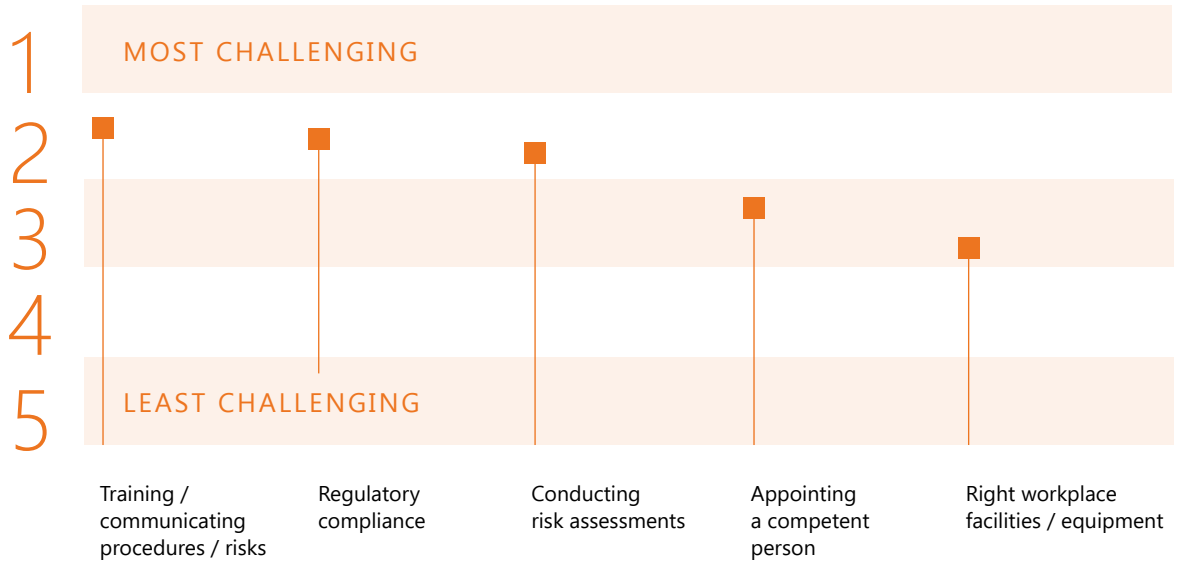 1
MOST CHALLENGING
2
3
4
5
LEAST CHALLENGING
Training /
communicating
procedures / risks
Regulatory
compliance
Conducting
risk assessments
Appointing
a competent
person
Right workplace
facilities / equipment